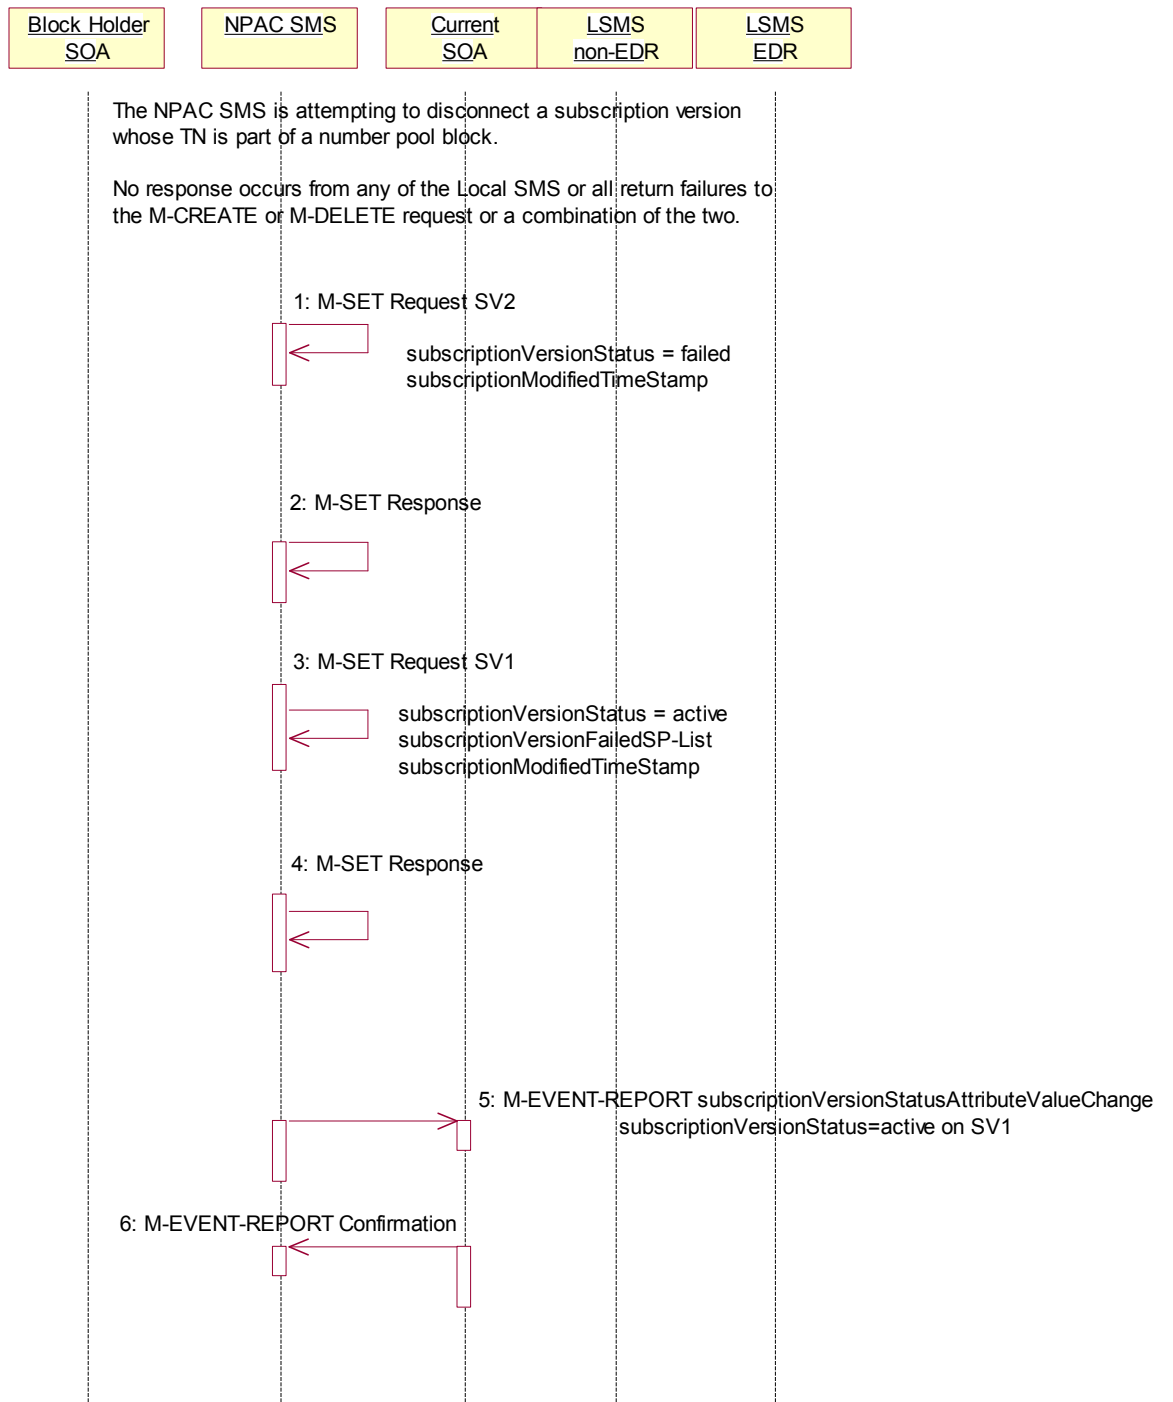 Block Holder
SOA
NPAC SMS
Current
SOA
LSMS
non-EDR
LSMS
EDR
The NPAC SMS is attempting to disconnect a subscription version
whose TN is part of a number pool block.
No response occurs from any of the Local SMS or all return failures to
the M-CREATE or M-DELETE request or a combination of the two.
1: M-SET Request SV2
subscriptionVersionStatus = failed
subscriptionModifiedTimeStamp
2: M-SET Response
3: M-SET Request SV1
subscriptionVersionStatus = active
subscriptionVersionFailedSP-List
subscriptionModifiedTimeStamp
4: M-SET Response
5: M-EVENT-REPORT subscriptionVersionStatusAttributeValueChange
subscriptionVersionStatus=active on SV1
6: M-EVENT-REPORT Confirmation